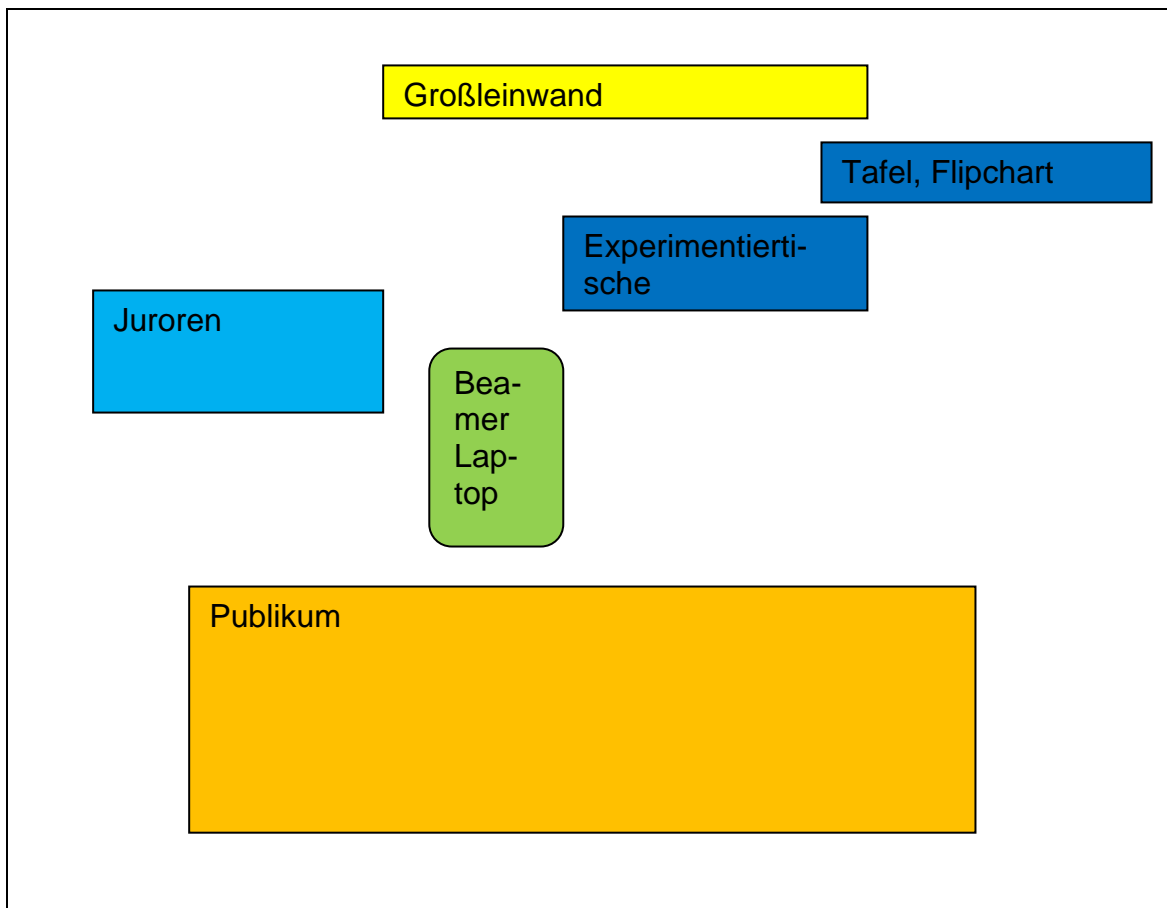 Großleinwand
Tafel, Flipchart
Experimentierti-
sche
Juroren
Bea-
mer
Lap-
top
Publikum